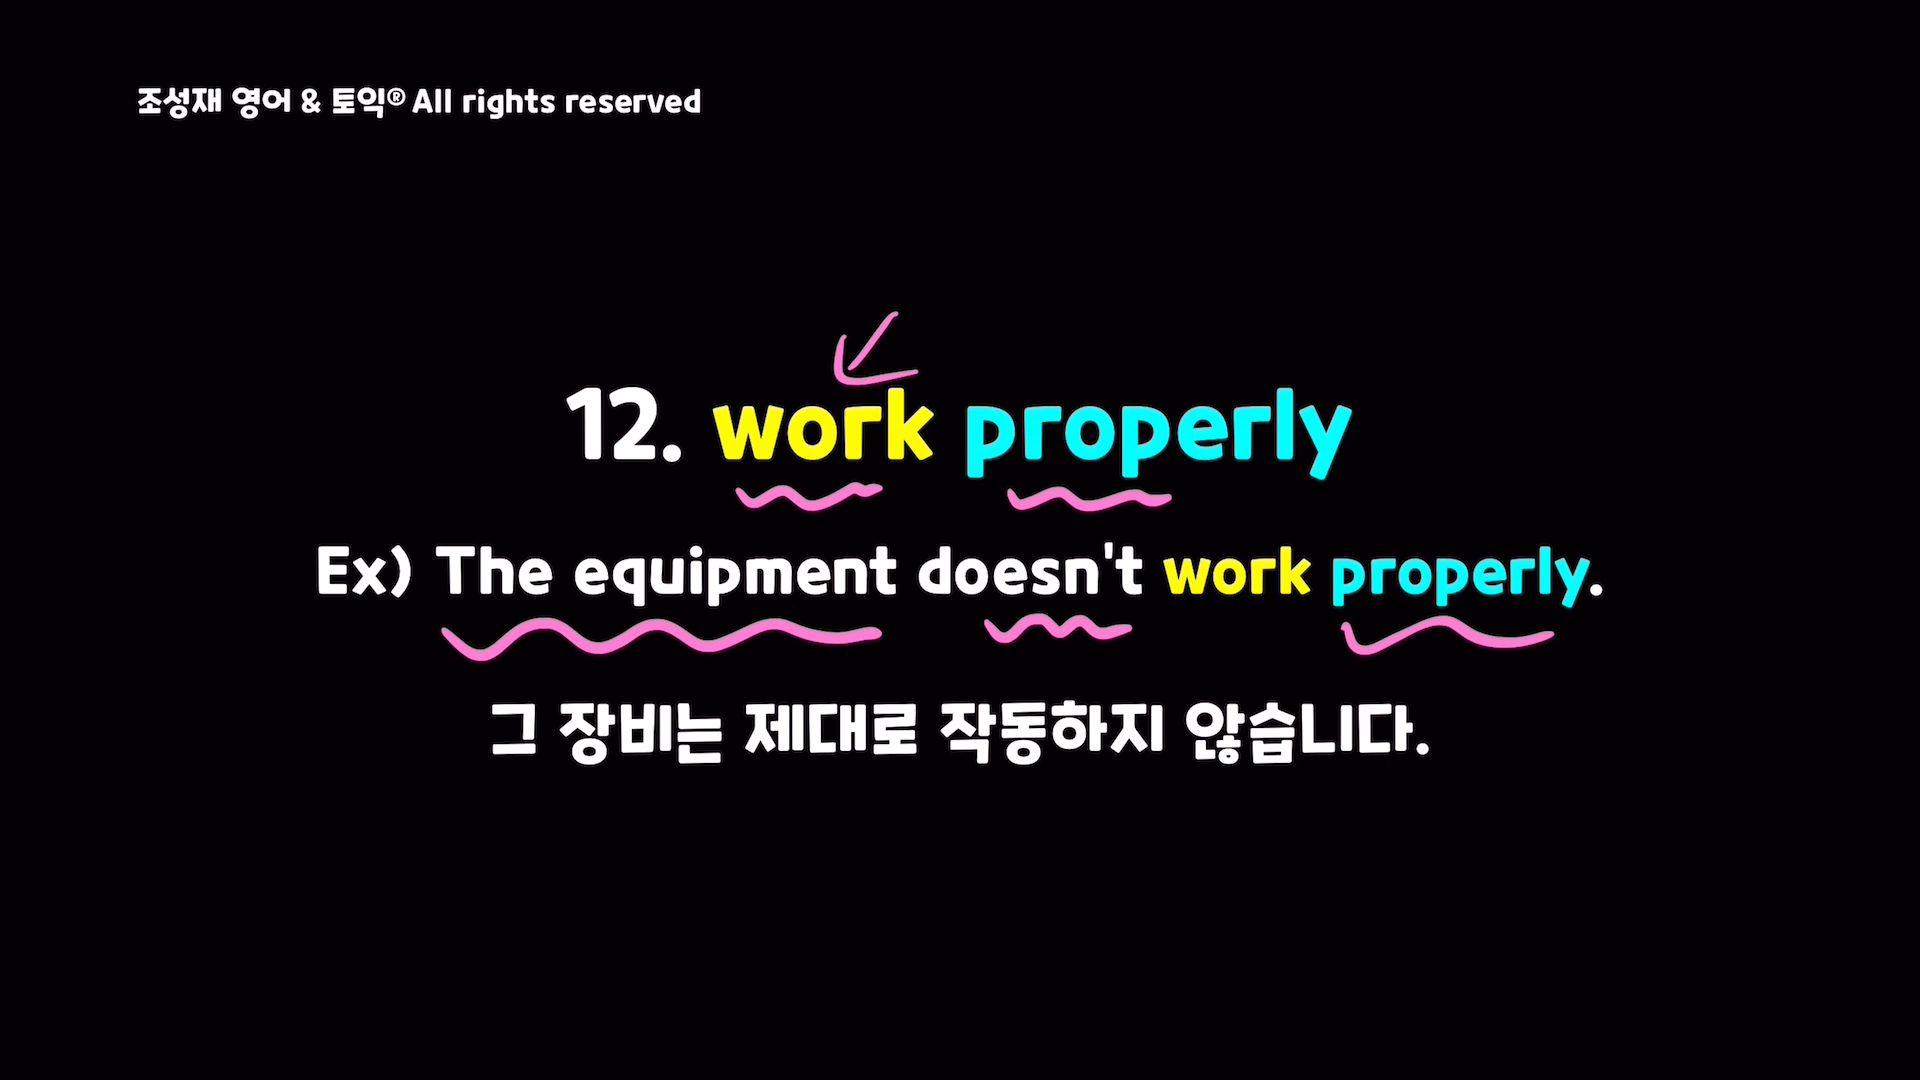 조성재 영어 & 토익® All rights reserved
12. work properly
Ex) The equipment doesn't work properly.
그 장비는 제대로 작동하지 않습니다.